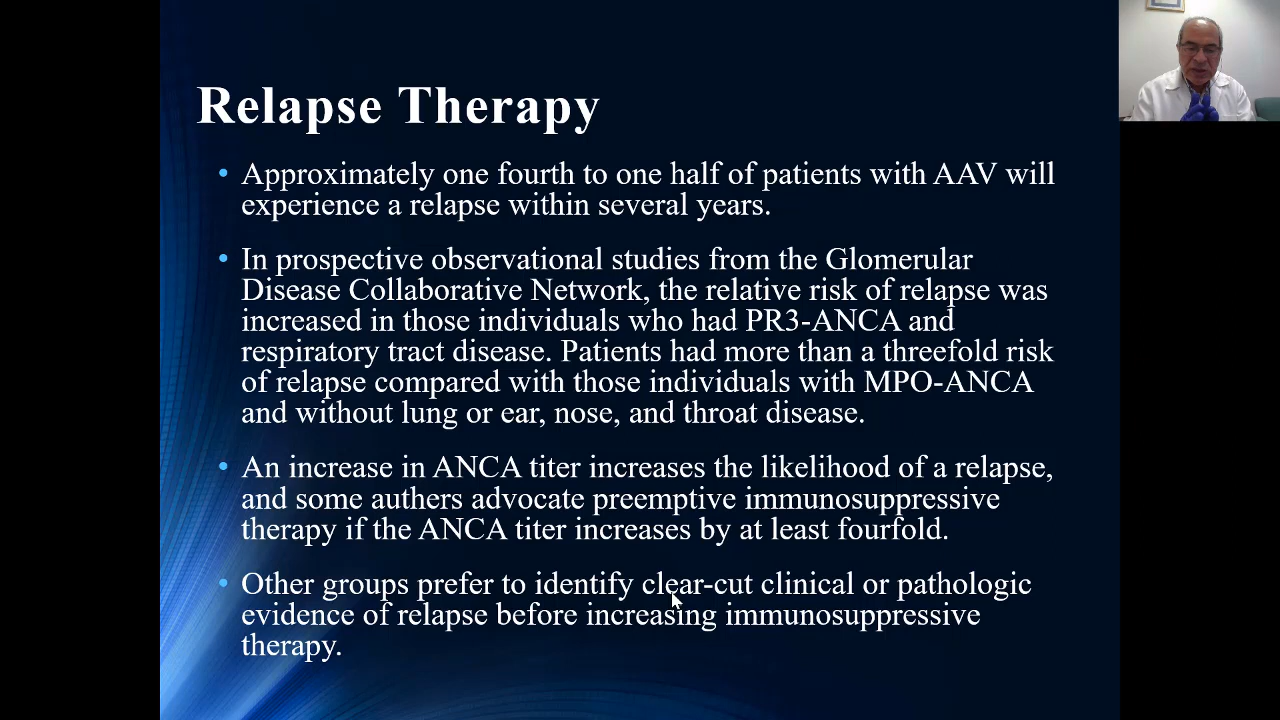 Relapse Therapy
• Approximately one fourth to one half of patients with AAV will
experience a relapse within several years.
• In prospective observational studies from the Glomerular
Disease Collaborative Network, the relative risk of relapse was
increased in those individuals who had PR3-ANCA and
respiratory tract disease. Patients had more than a threefold risk
of relapse compared with those individuals with MPO-ANCA
and without lung or ear, nose, and throat disease.
• An increase in ANCA titer increases the likelihood of a relapse,
and some authers advocate preemptive immunosuppressive
therapy if the ANCA titer increases by at least fourfold.
• Other groups prefer to identify clear-cut clinical or pathologic
evidence of relapse before increasing immunosuppressive
therapy.